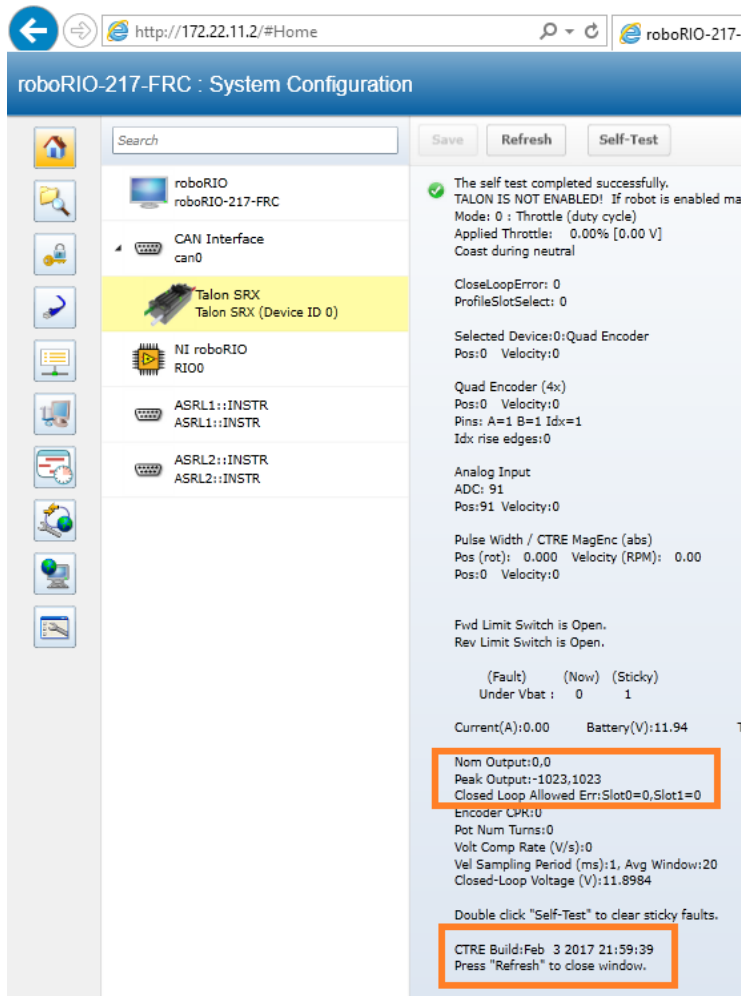 http://172.22.11.2/#Home
roboRIO-217-
roboRIO-217-FRC : System Configuration
Search
Save Refresh Self-Test
roboRIO
roboRIO-217-FRC
CAN Interface
can0
Talon SRX
Talon SRX (Device ID 0)
NI roboRIO
RIO0
ASRL1::INSTR
ASRL1::INSTR
ASRL2::INSTR
ASRL2::INSTR
The self test completed successfully.
TALON IS NOT ENABLED! If robot is enabled ma
Mode: 0 : Throttle (duty cycle)
Applied Throttle: 0.00% [0.00 V]
Coast during neutral
CloseLoopError: 0
ProfileSlotSelect: 0
Selected Device:0:Quad Encoder
Pos:0 Velocity:0
Quad Encoder (4x)
Pos:0 Velocity:0
Pins: A=1 B=1 Idx=1
Idx rise edges:0
Analog Input
ADC: 91
Pos:91 Velocity:0
Pulse Width / CTRE MagEnc (abs)
Pos (rot): 0.000 Velocity (RPM): 0.00
Pos:0 Velocity:0
Fwd Limit Switch is Open.
Rev Limit Switch is Open.
(Fault) (Now) (Sticky)
Under Vbat : 0 1
Current(A):0.00 Battery(V):11.94 T
Nom Output:0,0
Peak Output:-1023,1023
Closed Loop Allowed Err:Slot0=0,Slot1=0
Encoder CPR:0
Pot Num Turns:0
Volt Comp Rate (V/s):0
Vel Sampling Period (ms):1, Avg Window:20
Closed-Loop Voltage (V):11.8984
Double click "Self-Test" to clear sticky faults.
CTRE Build:Feb 3 2017 21:59:39
Press "Refresh" to close window.